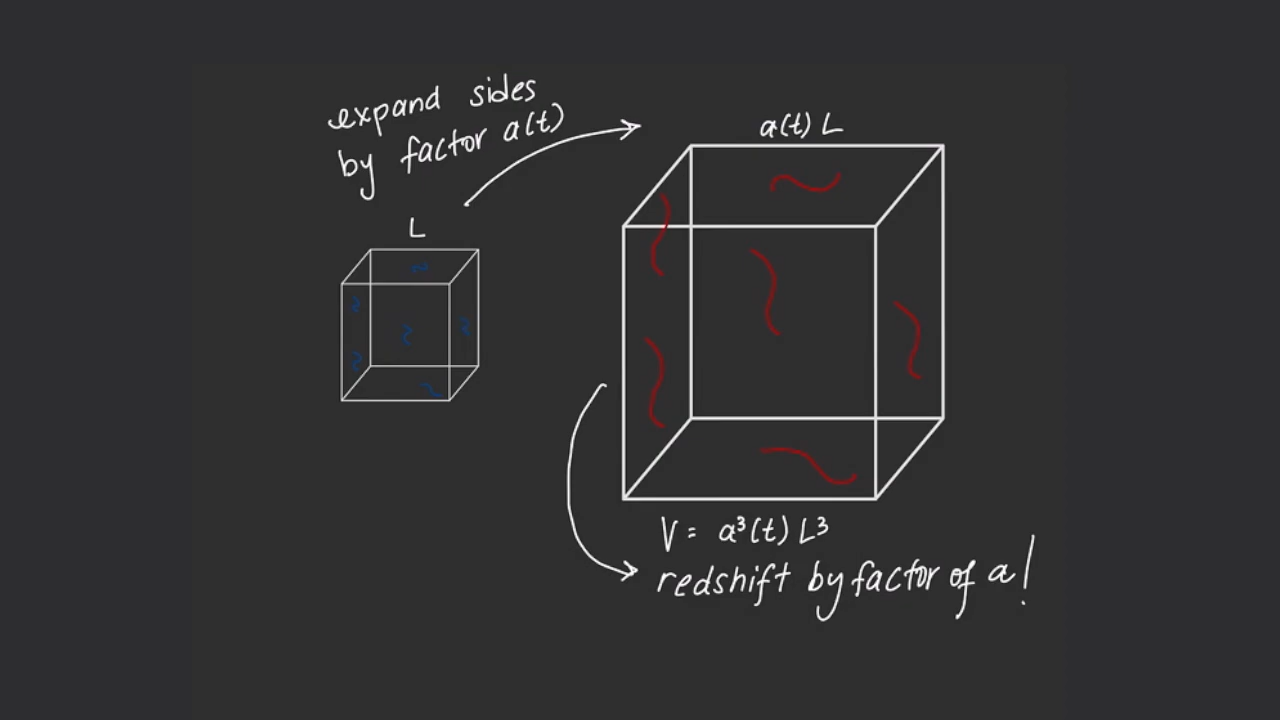 expand sides
by factor a(t)
L
a(t) L
V = a³(t) L³
redshift by factor of a!